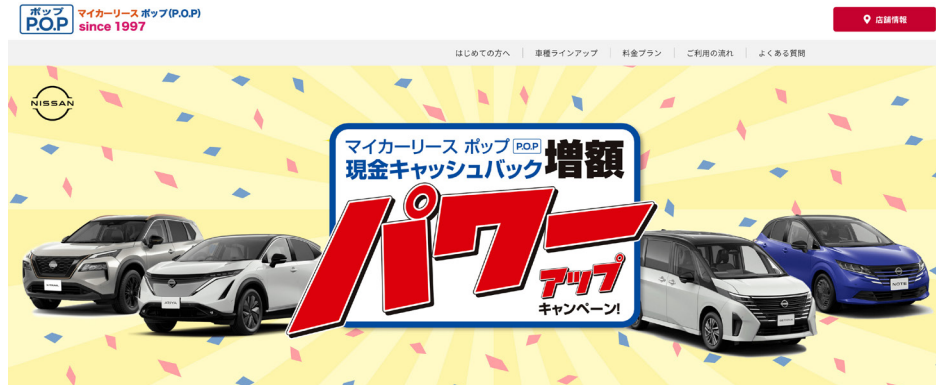 ポップ
P.O.P
マイカーリース ポップ(P.O.P)
since 1997
店舗情報
はじめての方へ
車種ラインアップ
料金プラン
ご利用の流れ
よくある質問
NISSAN
マイカーリース ポップ P.O.P
現金キャッシュバック増額
パワー
アップ
キャンペーン!
NOTE